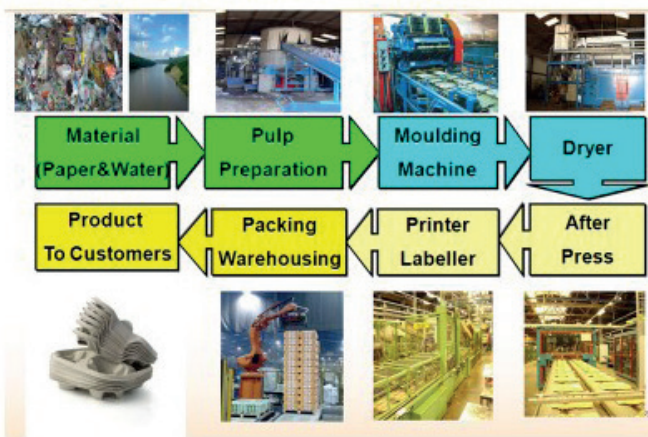 Material
(Paper&Water)
Pulp
Preparation
Moulding
Machine
Dryer
After
Press
Printer
Labeller
Packing
Warehousing
Product
To Customers